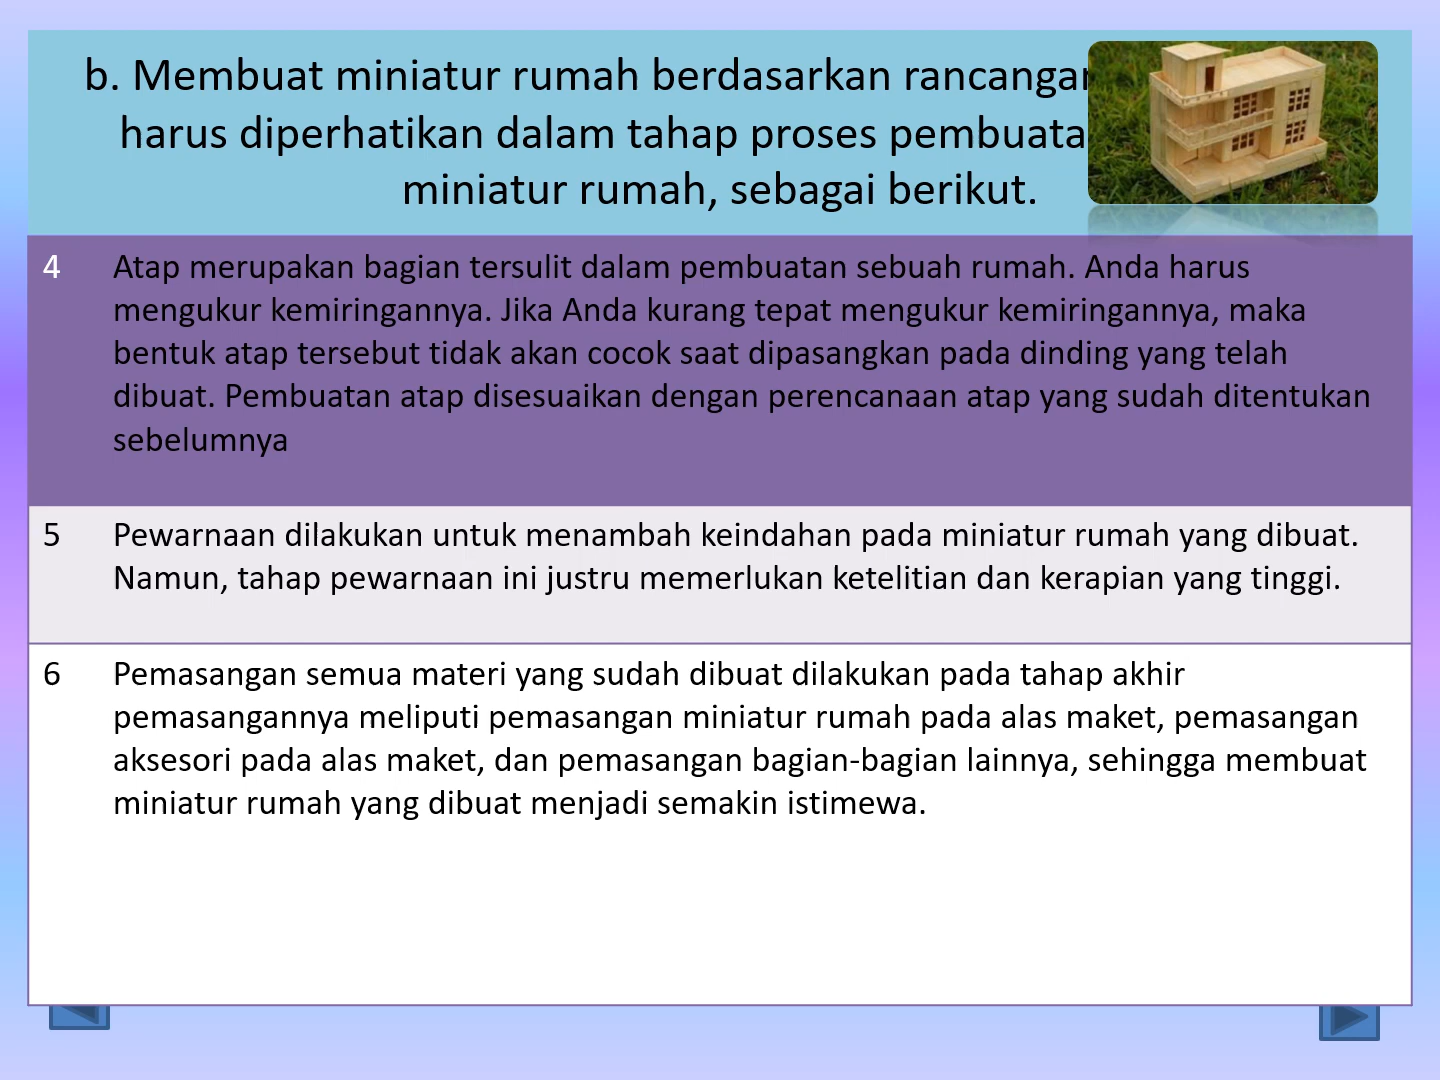 b. Membuat miniatur rumah berdasarkan rancangan
harus diperhatikan dalam tahap proses pembuata
miniatur rumah, sebagai berikut.
4 Atap merupakan bagian tersulit dalam pembuatan sebuah rumah. Anda harus
mengukur kemiringannya. Jika Anda kurang tepat mengukur kemiringannya, maka
bentuk atap tersebut tidak akan cocok saat dipasangkan pada dinding yang telah
dibuat. Pembuatan atap disesuaikan dengan perencanaan atap yang sudah ditentukan
sebelumnya
5 Pewarnaan dilakukan untuk menambah keindahan pada miniatur rumah yang dibuat.
Namun, tahap pewarnaan ini justru memerlukan ketelitian dan kerapian yang tinggi.
6 Pemasangan semua materi yang sudah dibuat dilakukan pada tahap akhir
pemasangannya meliputi pemasangan miniatur rumah pada alas maket, pemasangan
aksesori pada alas maket, dan pemasangan bagian-bagian lainnya, sehingga membuat
miniatur rumah yang dibuat menjadi semakin istimewa.